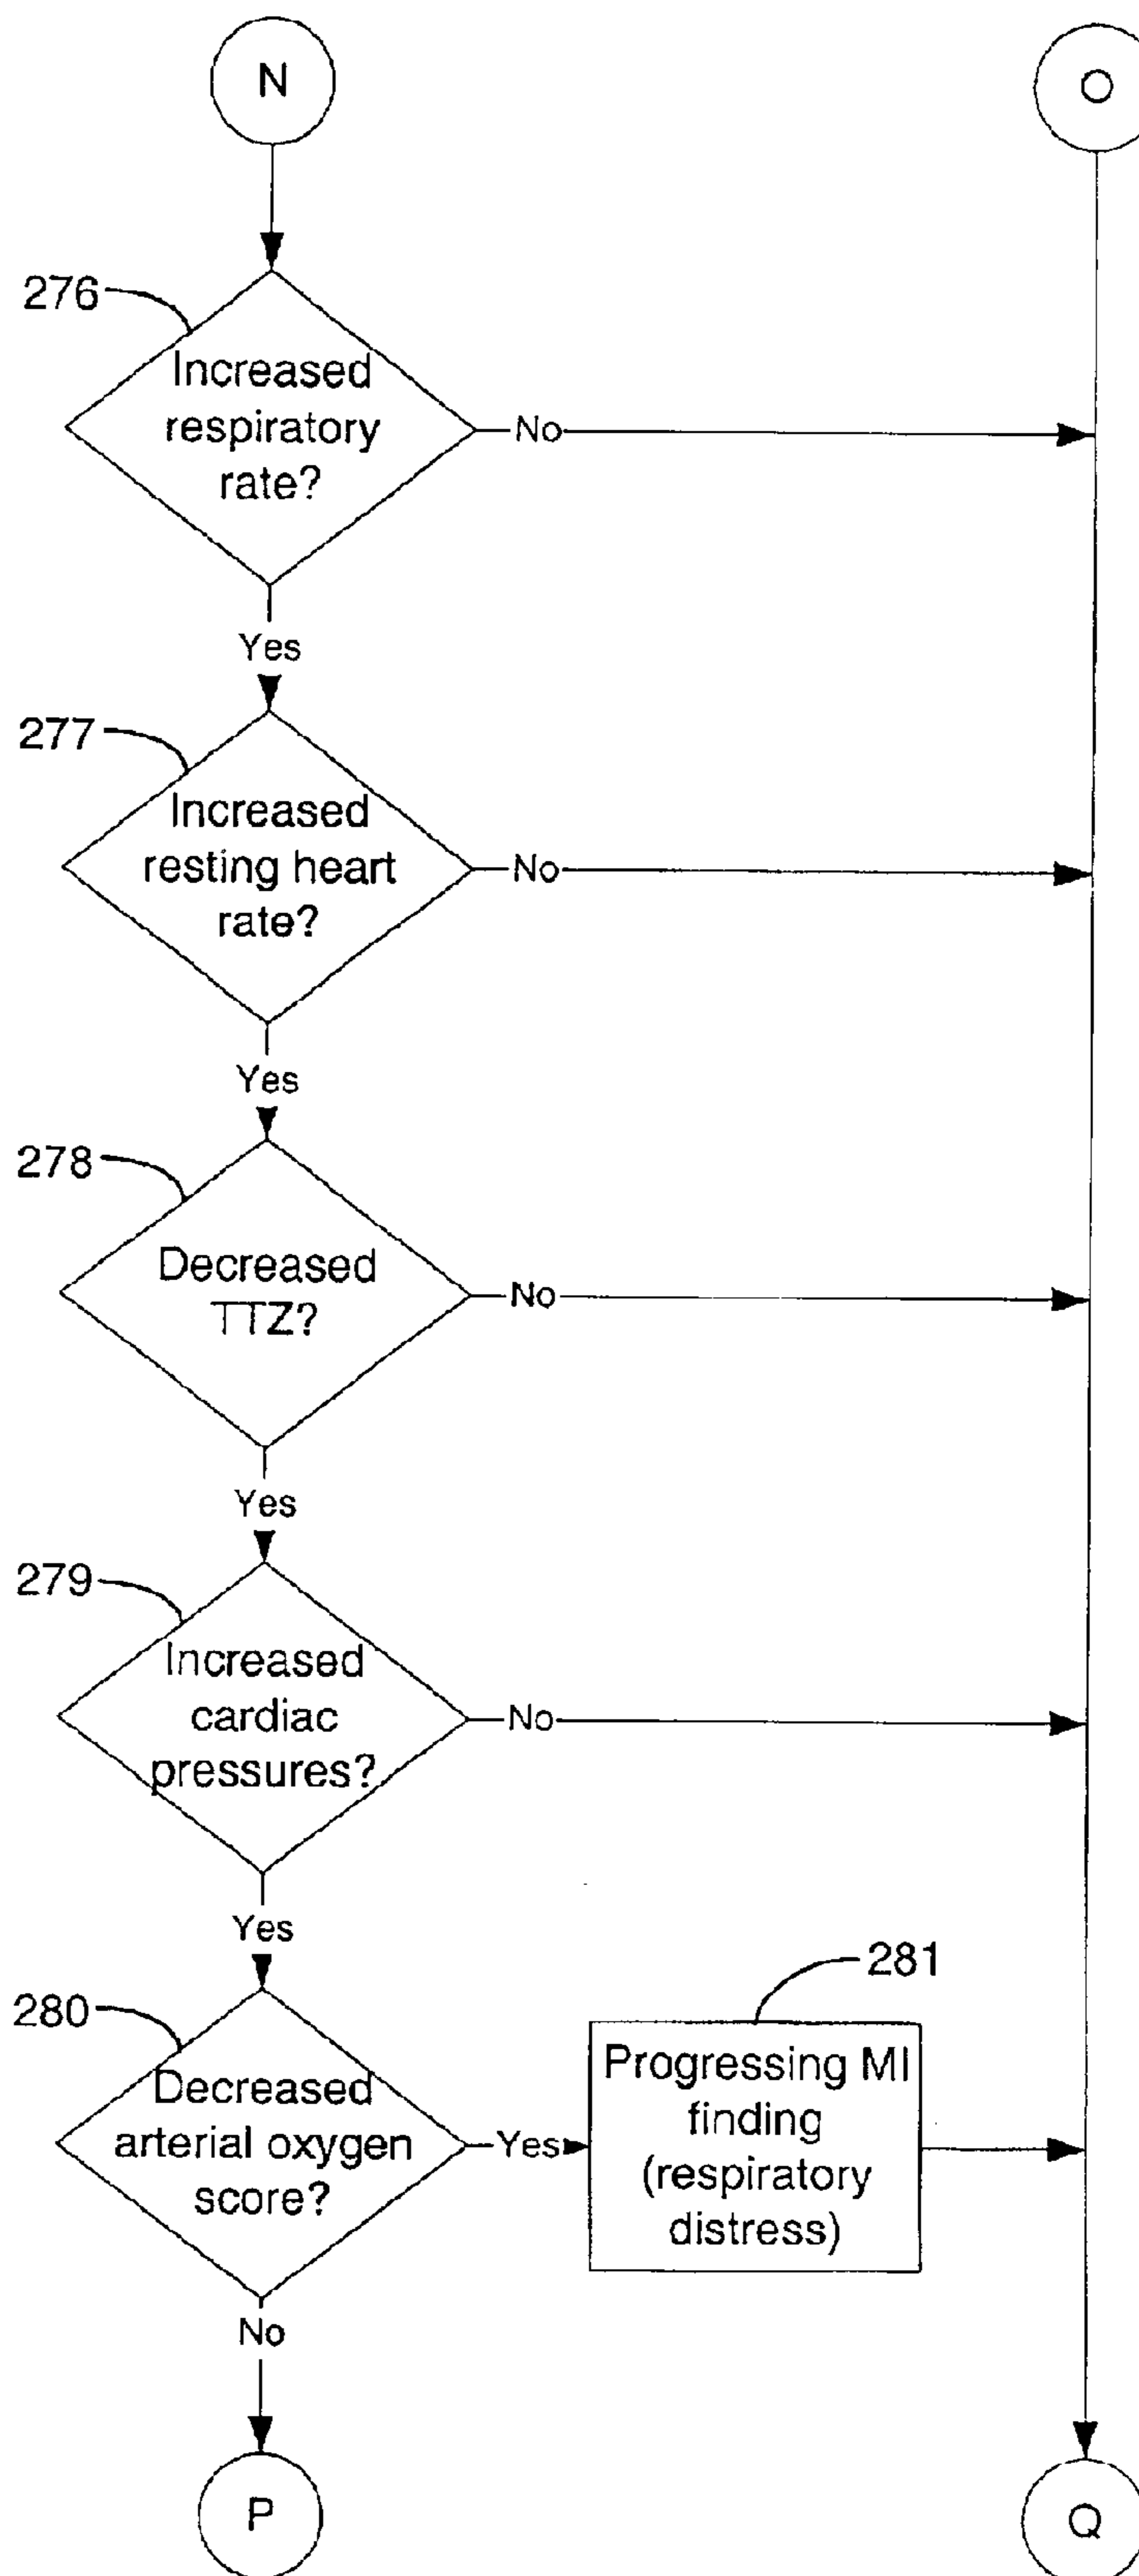 N
O
276
Increased
respiratory
rate?
No
Yes
277
Increased
resting heart
rate?
No
Yes
278
Decreased
TTZ?
No
Yes
279
Increased
cardiac
pressures?
No
Yes
280
Decreased
arterial oxygen
score?
Yes
281
Progressing MI
finding
(respiratory
distress)
No
P
Q